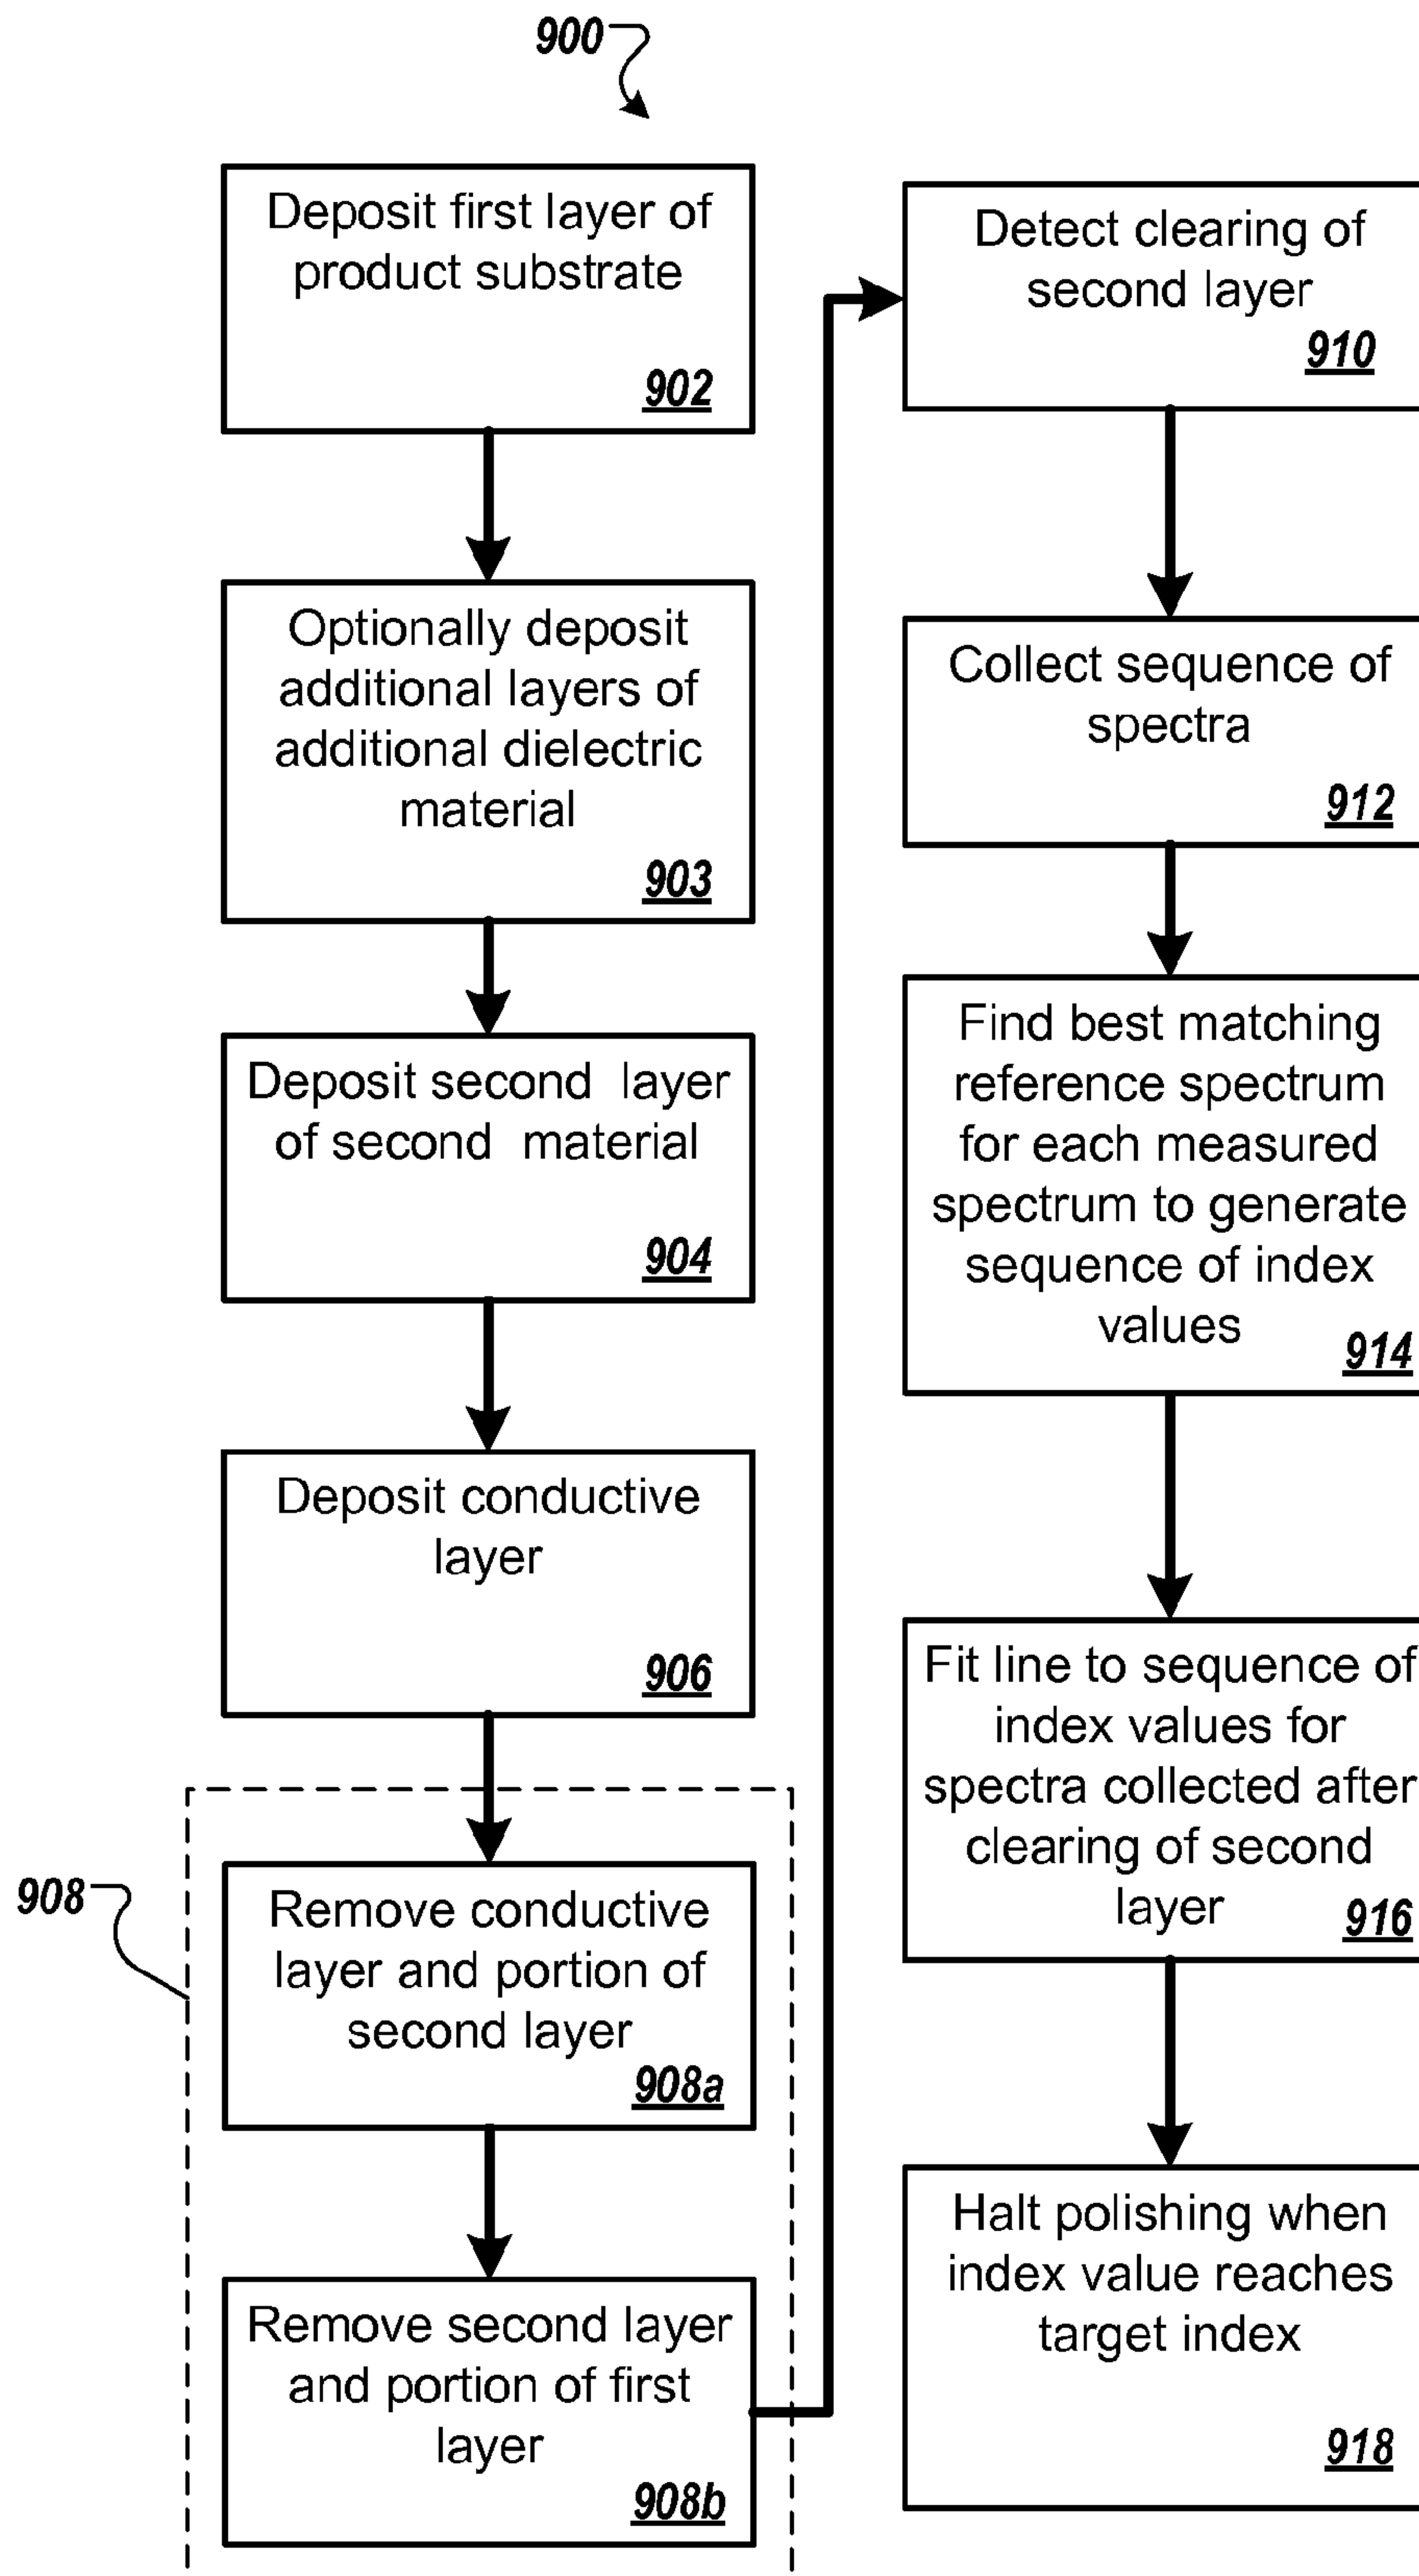 900
Deposit first layer of
product substrate
902
Optionally deposit
additional layers of
additional dielectric
material
903
Deposit second layer
of second material
904
Deposit conductive
layer
906
908
Remove conductive
layer and portion of
second layer
908a
Remove second layer
and portion of first
layer
908b
Detect clearing of
second layer
910
Collect sequence of
spectra
912
Find best matching
reference spectrum
for each measured
spectrum to generate
sequence of index
values
914
Fit line to sequence of
index values for
spectra collected after
clearing of second
layer
916
Halt polishing when
index value reaches
target index
918